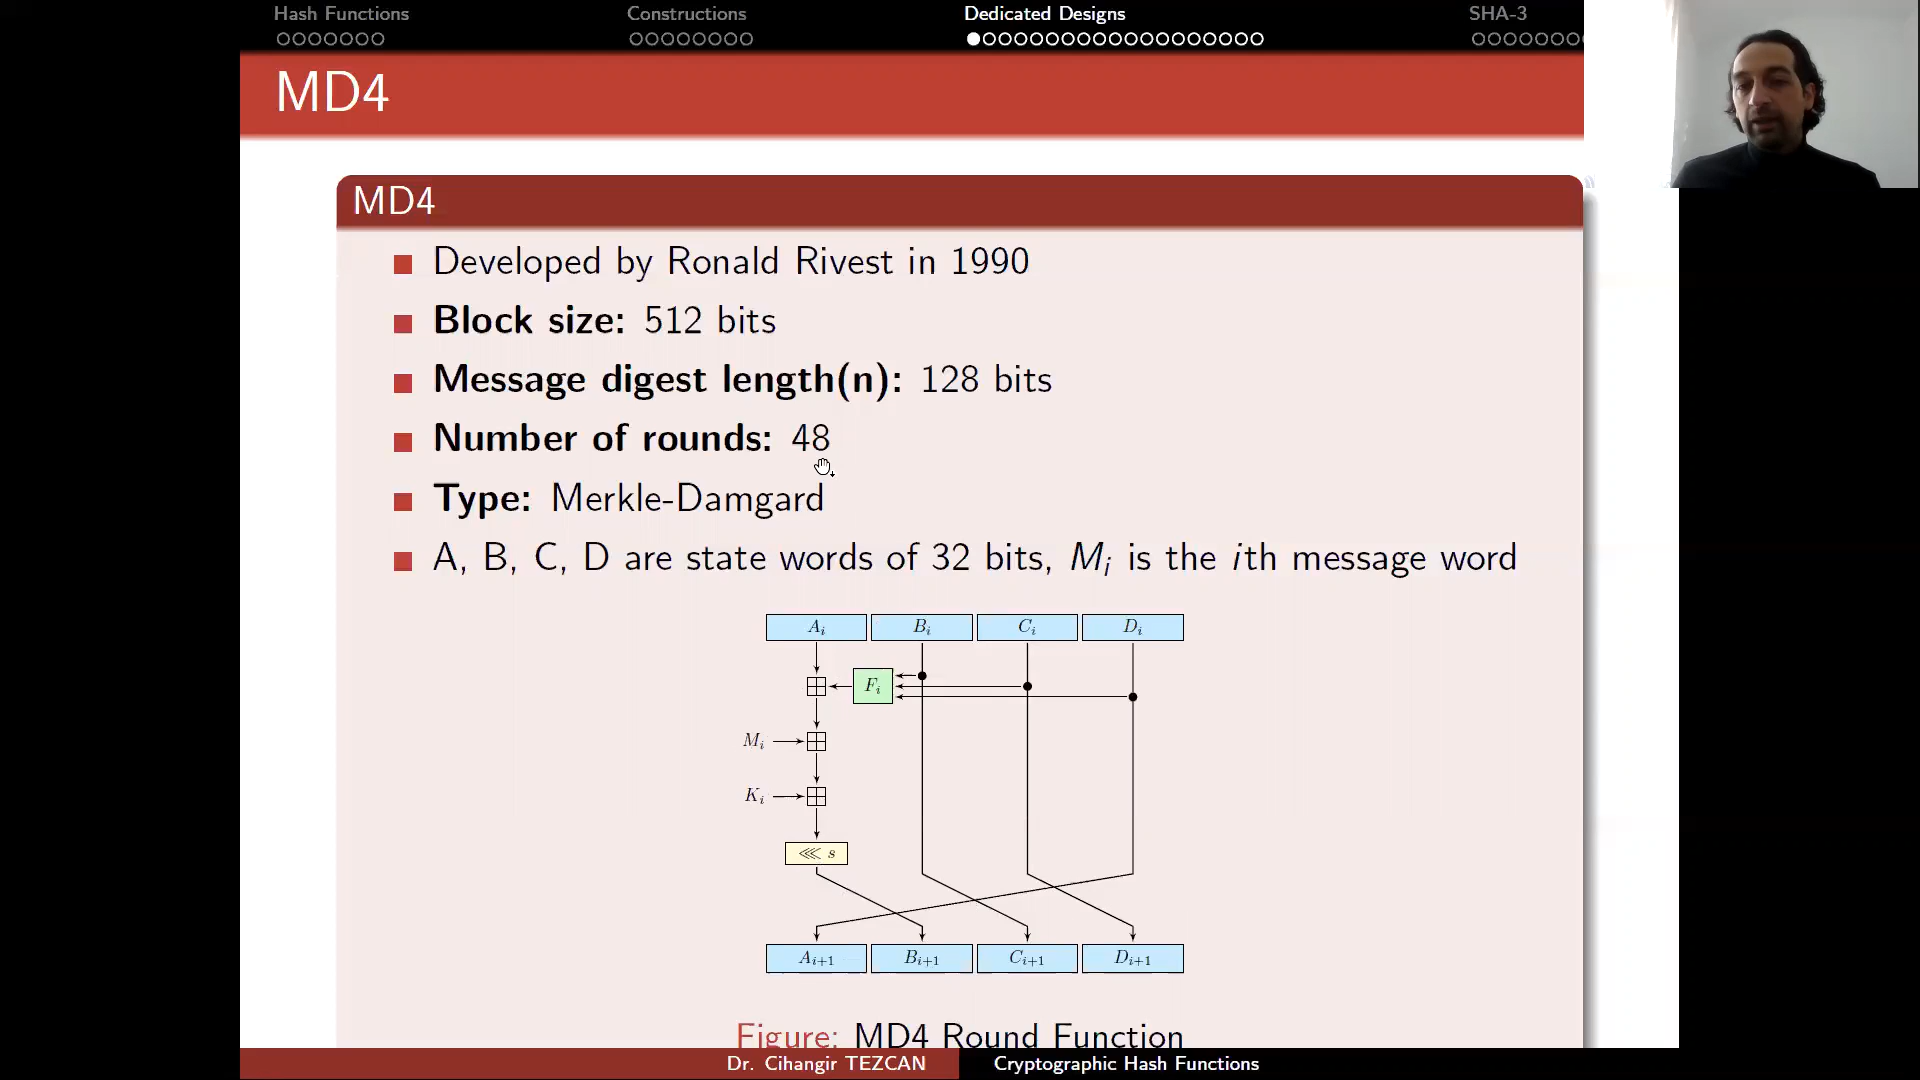 Hash Functions Constructions Dedicated Designs SHA-3
MD4
MD4
Developed by Ronald Rivest in 1990
Block size: 512 bits
Message digest length(n): 128 bits
Number of rounds: 48
Type: Merkle-Damgard
A, B, C, D are state words of 32 bits, Mᵢ is the ith message word
Aᵢ Bᵢ Cᵢ Dᵢ
Fᵢ
Mᵢ
Kᵢ
⋘ s
Aᵢ₊₁ Bᵢ₊₁ Cᵢ₊₁ Dᵢ₊₁
Figure: MD4 Round Function
Dr. Cihangir TEZCAN Cryptographic Hash Functions